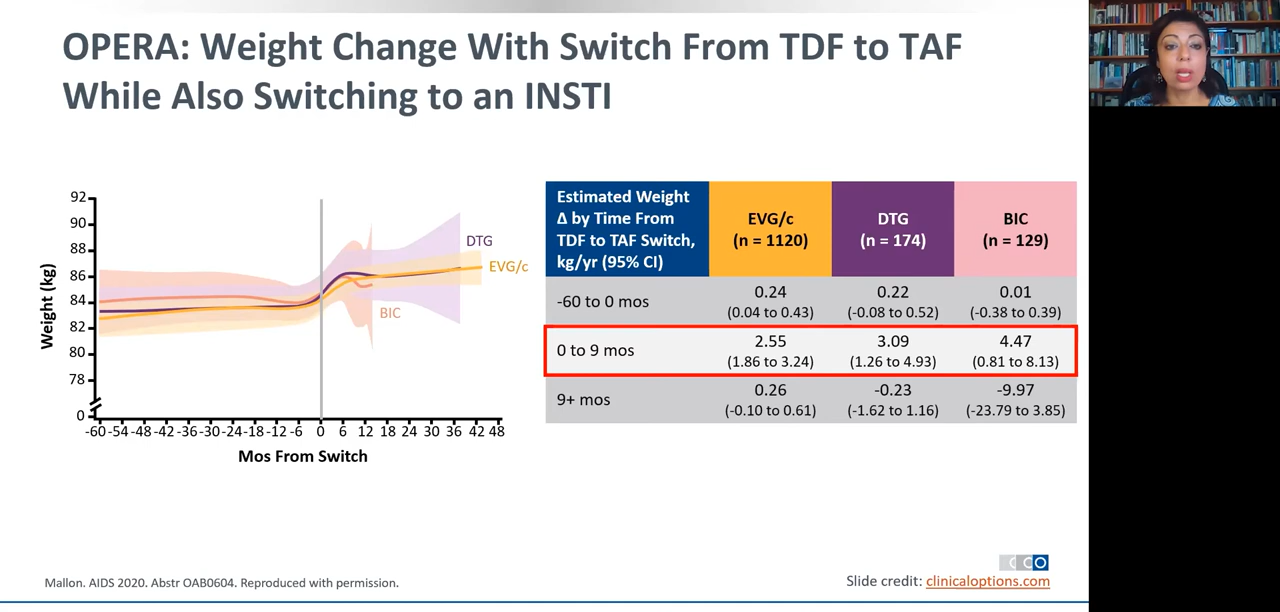 OPERA: Weight Change With Switch From TDF to TAF
While Also Switching to an INSTI
92
90
88
86
84
82
80
78
0
Weight (kg)
DTG
EVG/c
BIC
-60 -54 -48 -42 -36 -30 -24 -18 -12 -6 0 6 12 18 24 30 36 42 48
Mos From Switch
Estimated Weight
Δ by Time From
TDF to TAF Switch,
kg/yr (95% CI)
EVG/c
(n = 1120)
DTG
(n = 174)
BIC
(n = 129)
-60 to 0 mos
0.24
(0.04 to 0.43)
0.22
(-0.08 to 0.52)
0.01
(-0.38 to 0.39)
0 to 9 mos
2.55
(1.86 to 3.24)
3.09
(1.26 to 4.93)
4.47
(0.81 to 8.13)
9+ mos
0.26
(-0.10 to 0.61)
-0.23
(-1.62 to 1.16)
-9.97
(-23.79 to 3.85)
CCO
Mallon. AIDS 2020. Abstr OAB0604. Reproduced with permission.
Slide credit: clinicaloptions.com